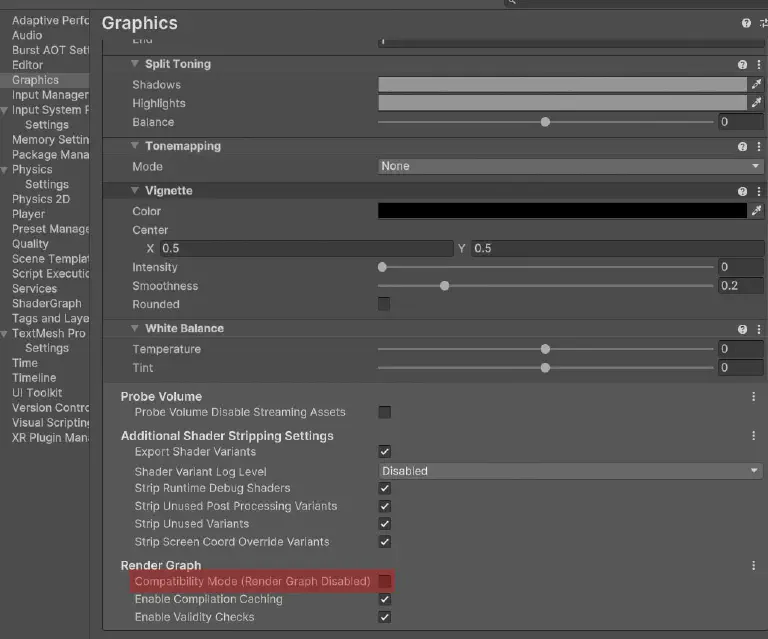 Graphics
Adaptive Perfo
Audio
Burst AOT Sett
Editor
Graphics
Input Manager
Input System P
Settings
Memory Settin
Package Mana
Physics
Settings
Physics 2D
Player
Preset Manage
Quality
Scene Templat
Script Executio
Services
ShaderGraph
Tags and Laye
TextMesh Pro
Settings
Time
Timeline
UI Toolkit
Version Contro
Visual Scripting
XR Plugin Man
Split Toning
Shadows
Highlights
Balance 0
Tonemapping
Mode None
Vignette
Color
Center
X 0.5 Y 0.5
Intensity 0
Smoothness 0.2
Rounded
White Balance
Temperature 0
Tint 0
Probe Volume
Probe Volume Disable Streaming Assets
Additional Shader Stripping Settings
Export Shader Variants
Shader Variant Log Level Disabled
Strip Runtime Debug Shaders
Strip Unused Post Processing Variants
Strip Unused Variants
Strip Screen Coord Override Variants
Render Graph
Compatibility Mode (Render Graph Disabled)
Enable Compilation Caching
Enable Validity Checks